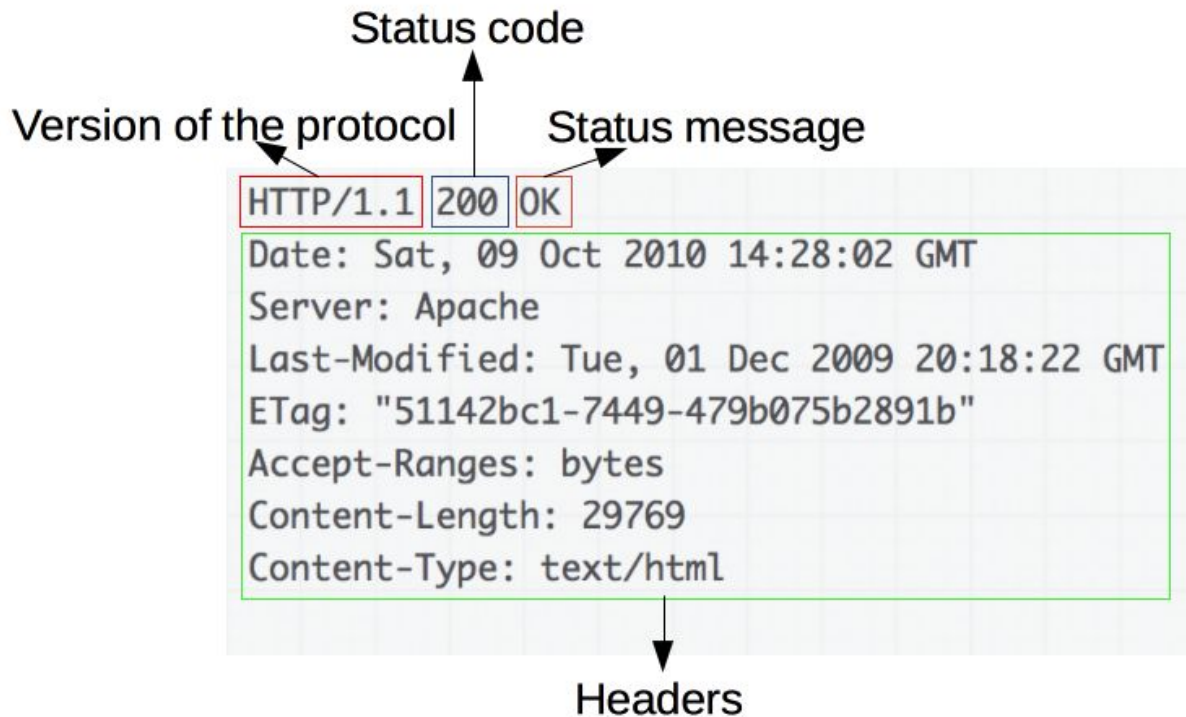 Status code
Version of the protocol
Status message
HTTP/1.1 200 OK
Date: Sat, 09 Oct 2010 14:28:02 GMT
Server: Apache
Last-Modified: Tue, 01 Dec 2009 20:18:22 GMT
ETag: "51142bc1-7449-479b075b2891b"
Accept-Ranges: bytes
Content-Length: 29769
Content-Type: text/html
Headers